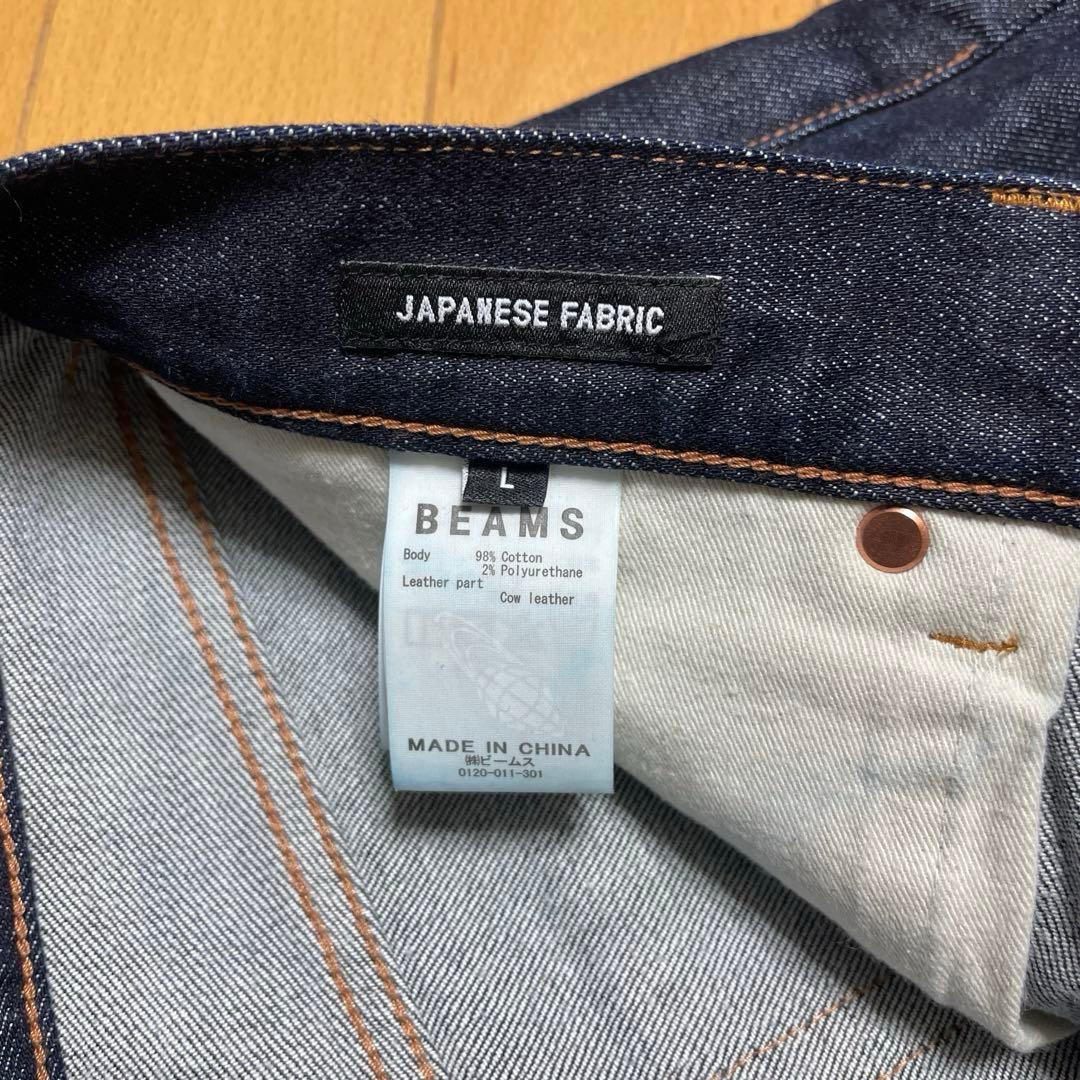 JAPANESE FABRIC
L
BEAMS
Body 98% Cotton
2% Polyurethane
Leather part
Cow leather
MADE IN CHINA
㈱ビームス
0120-011-301